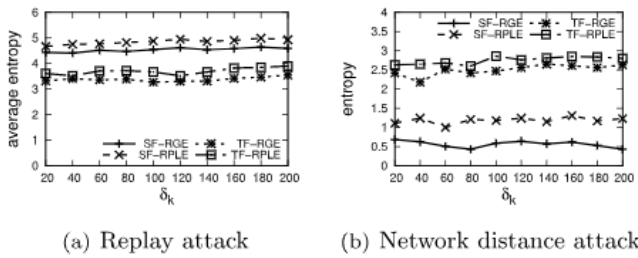 average entropy
6
5
4
3
2
1
0
SF-RGE
SF-RPLE
TF-RGE
TF-RPLE
20 40 60 80 100 120 140 160 180 200
δk
(a) Replay attack
entropy
3.5
3
2.5
2
1.5
1
0.5
0
SF-RGE
SF-RPLE
TF-RGE
TF-RPLE
20 40 60 80 100 120 140 160 180 200
δk
(b) Network distance attack